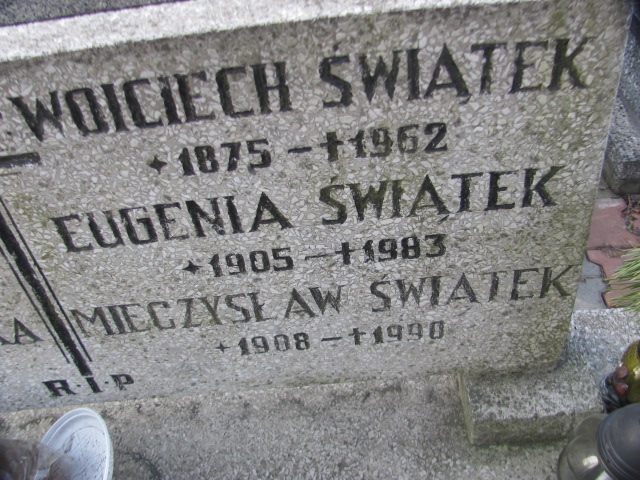 WOJCIECH ŚWIĄTEK
*1875 – †1962
EUGENIA ŚWIĄTEK
*1905 – †1983
MIECZYSŁAW ŚWIĄTEK
*1908 – †1990
R.I.P